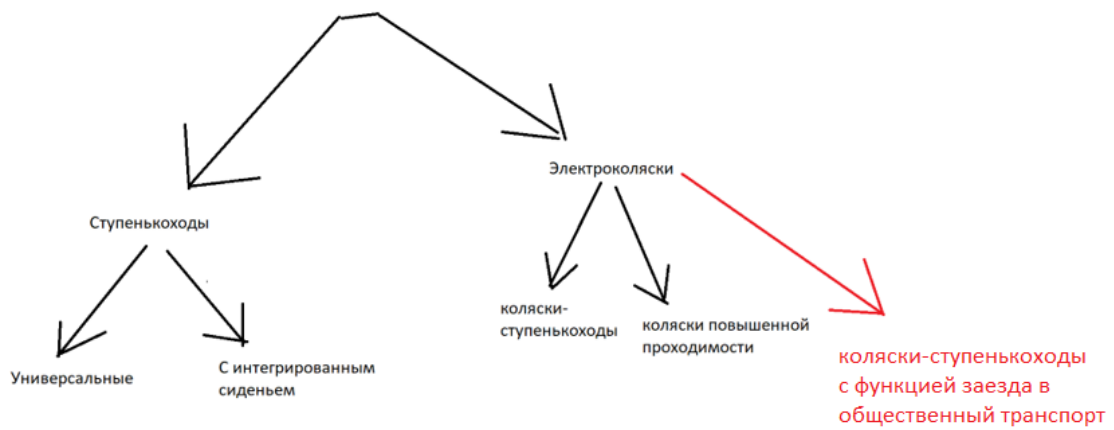 Электроколяски
Ступенькоходы
коляски-
ступенькоходы
коляски повышенной
проходимости
Универсальные
С интегрированным
сиденьем
коляски-ступенькоходы
с функцией заезда в
общественный транспорт